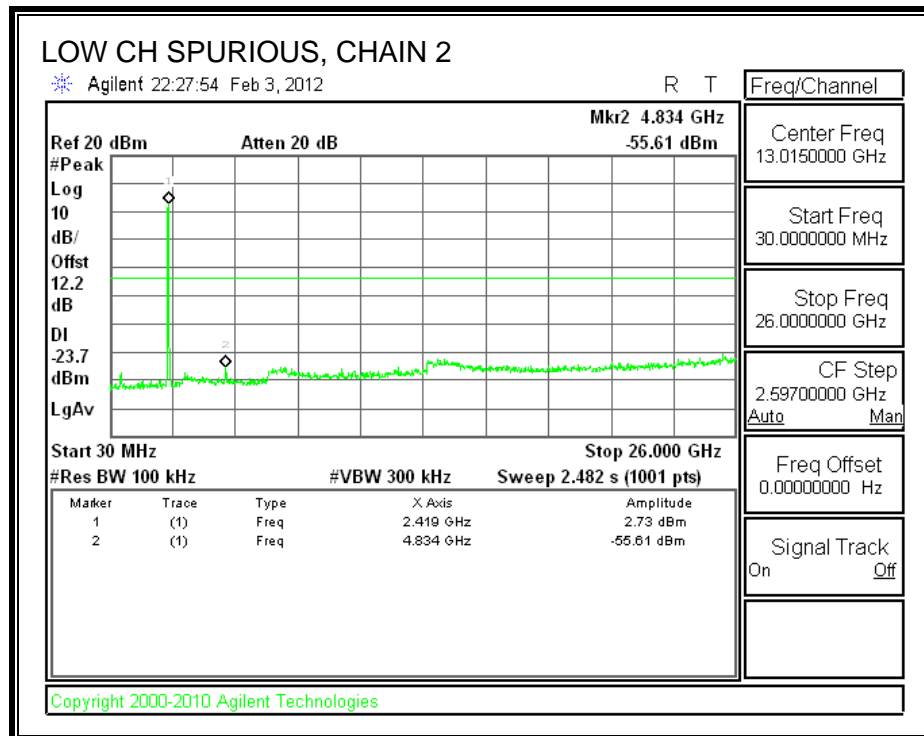 LOW CH SPURIOUS, CHAIN 2
Agilent 22:27:54 Feb 3, 2012 R T
Freq/Channel
Mkr2 4.834 GHz
Ref 20 dBm Atten 20 dB -55.61 dBm
#Peak
Log
10
dB/
Offst
12.2
dB
DI
-23.7
dBm
LgAv
1
2
Start 30 MHz Stop 26.000 GHz
#Res BW 100 kHz #VBW 300 kHz Sweep 2.482 s (1001 pts)
Marker Trace Type X Axis Amplitude
1 (1) Freq 2.419 GHz 2.73 dBm
2 (1) Freq 4.834 GHz -55.61 dBm
Center Freq
13.0150000 GHz
Start Freq
30.0000000 MHz
Stop Freq
26.0000000 GHz
CF Step
2.59700000 GHz
Auto Man
Freq Offset
0.00000000 Hz
Signal Track
On Off
Copyright 2000-2010 Agilent Technologies